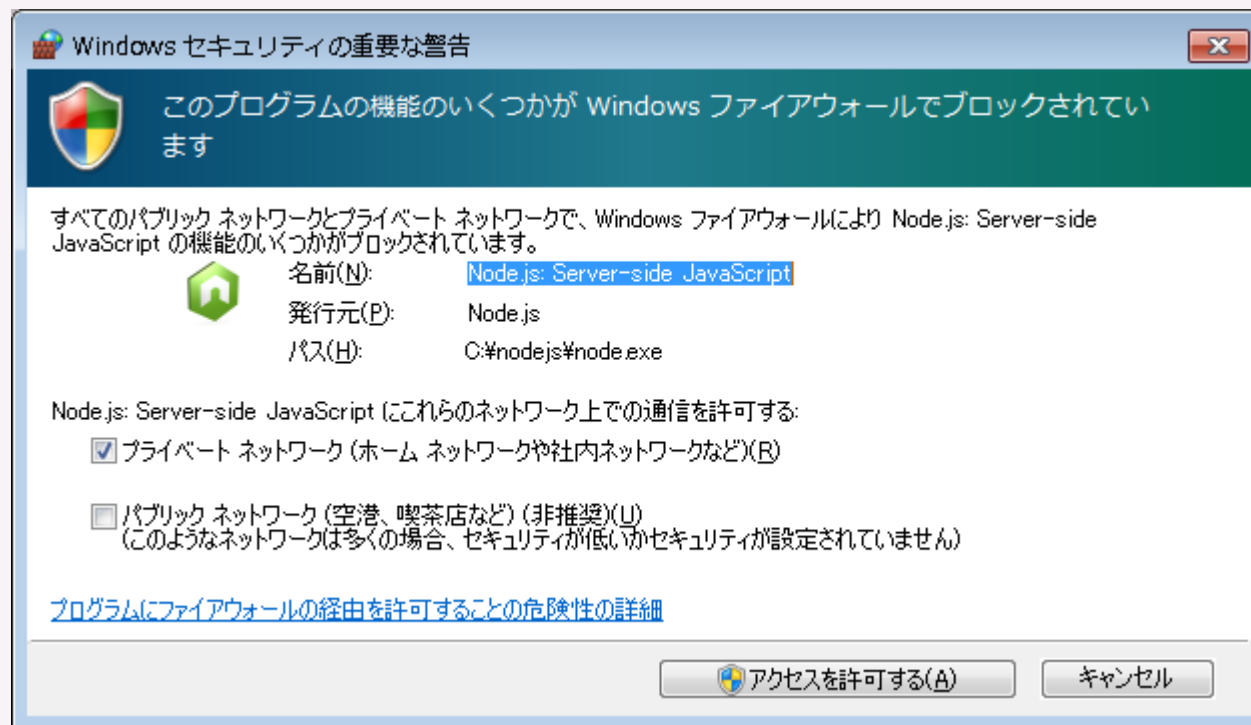 Windows セキュリティの重要な警告
このプログラムの機能のいくつかが Windows ファイアウォールでブロックされてい
ます
すべてのパブリック ネットワークとプライベート ネットワークで、Windows ファイアウォールにより Node.js: Server-side
JavaScript の機能のいくつかがブロックされています。
名前(N): Node.js: Server-side JavaScript
発行元(P): Node.js
パス(H): C:¥nodejs¥node.exe
Node.js: Server-side JavaScript にこれらのネットワーク上での通信を許可する:
プライベート ネットワーク (ホーム ネットワークや社内ネットワークなど)(R)
パブリック ネットワーク (空港、喫茶店など) (非推奨)(U)
(このようなネットワークは多くの場合、セキュリティが低いかセキュリティが設定されていません)
プログラムにファイアウォールの経由を許可することの危険性の詳細
アクセスを許可する(A) キャンセル